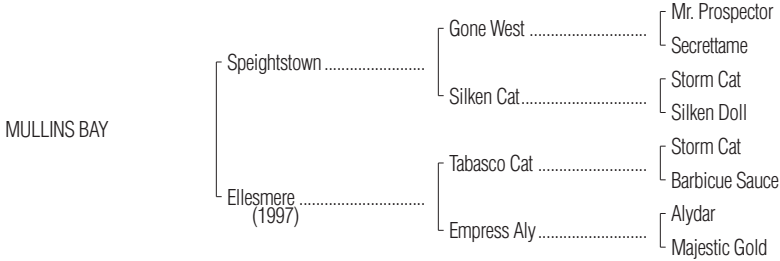 Mr. Prospector
Gone West ............................
Secrettame
Speightstown ........................
Storm Cat
Silken Cat..............................
Silken Doll
MULLINS BAY
Storm Cat
Tabasco Cat ..........................
Barbicue Sauce
Ellesmere ..............................
(1997)
Alydar
Empress Aly ..........................
Majestic Gold